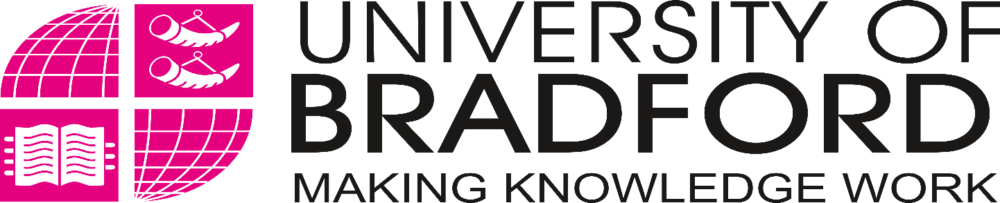 UNIVERSITY OF
BRADFORD
MAKING KNOWLEDGE WORK